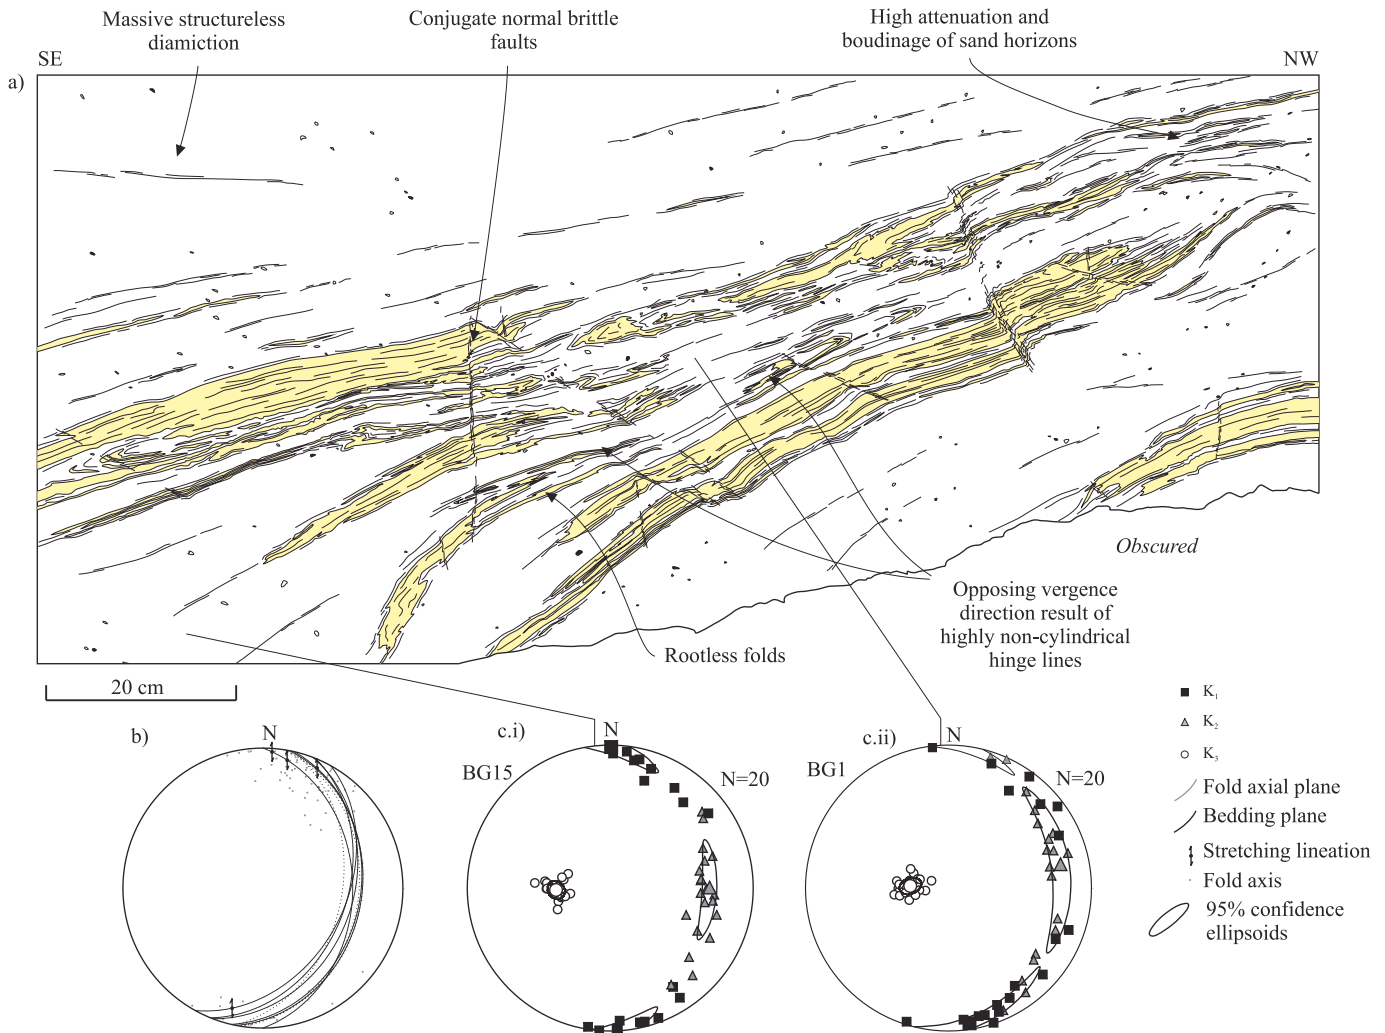 Massive structureless
diamiction
Conjugate normal brittle
faults
High attenuation and
boudinage of sand horizons
SE
NW
a)
Obscured
Opposing vergence
direction result of
highly non-cylindrical
hinge lines
Rootless folds
20 cm
b)
N
c.i)
N
BG15
N=20
c.ii)
N
BG1
N=20
K₁
K₂
K₃
Fold axial plane
Bedding plane
Stretching lineation
Fold axis
95% confidence
ellipsoids